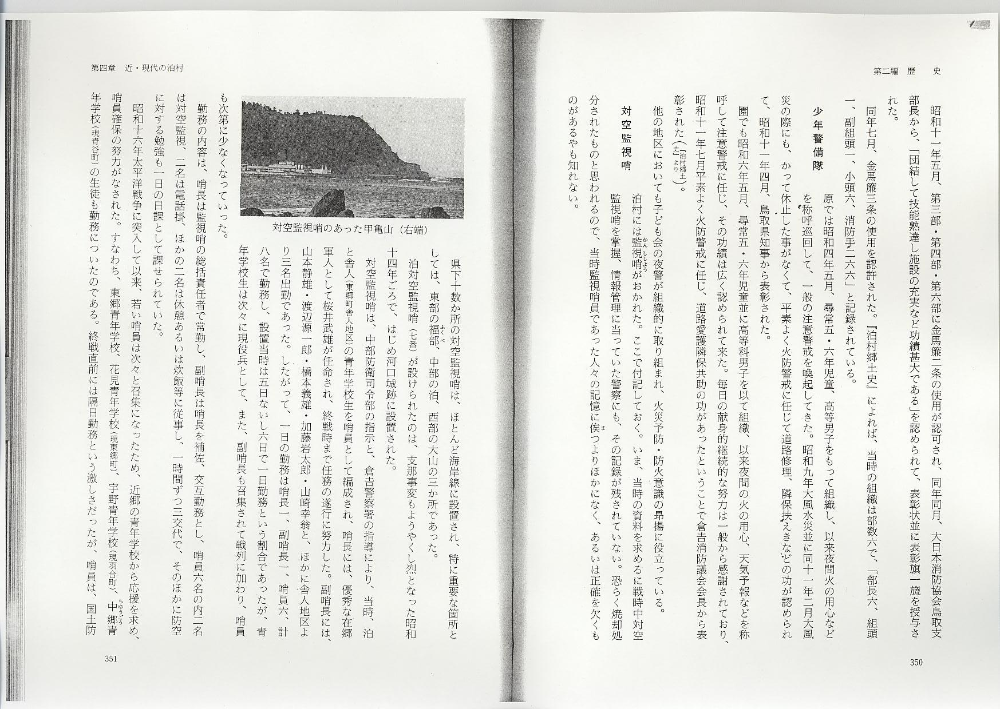 第二編　歴　　史
昭和十一年五月、第三部・第四部・第六部に金馬簾二条の使用が認可され、同年同月、大日本消防協会鳥取支
部長から、「団結して技能熟達し施設の充実など功績甚大である」を認められて、表彰状並に表彰旗一旒を授与さ
れた。
同年七月、金馬簾三条の使用を認許された。『泊村郷土史』によれば、当時の組織は部数六で、「部長六、組頭
一、副組頭一、小頭六、消防手二六六」と記録されている。
少年警備隊
原では昭和四年五月、尋常五・六年児童、高等男子をもって組織し、以来夜間火の用心など
を称呼巡回して、一般の注意警戒を喚起してきた。昭和九年大風水災並に同十一年二月大風
災の際にも、かって休止した事がなくて、平素よく火防警戒に任じて道路修理、隣保扶えきなどの功が認められ
て、昭和十一年四月、鳥取県知事から表彰された。
園でも昭和六年五月、尋常五・六年児童並に高等科男子を以て組織、以来夜間の火の用心、天気予報などを称
呼して注意警戒に任じ、その功績は広く認められて来た。毎日の献身的継続的な努力は一般から感謝されており、
昭和十一年七月平素よく火防警戒に任じ、道路愛護隣保共助の功があったということで倉吉消防議会会長から表
彰された（『泊村郷土史』より）。
他の地区においても子ども会の夜警が組織的に取り組まれ、火災予防・防火意識の昂揚に役立っている。
対空監視哨
泊村には監視哨がおかれた。ここで付記しておく。いま、当時の資料を求めるに戦時中対空
かんししょう
監視哨を掌握、情報管理に当っていた警察にも、その記録が残されていない。恐らく焼却処
分されたものと思われるので、当時監視哨員であった人々の記憶に俟つよりほかになく、あるいは正確を欠くも
ま
のがあるやも知れない。
350
第四章　近・現代の泊村
対空監視哨のあった甲亀山（右端）
県下十数か所の対空監視哨は、ほとんど海岸線に設置され、特に重要な箇所と
しては、東部の福部、中部の泊、西部の大山の三か所であった。
ふくべ
泊対空監視哨（七番）が設けられたのは、支那事変もようやくし烈となった昭和
十四年ごろで、はじめ河口城跡に設置された。
対空監視哨は、中部防衛司令部の指示と、倉吉警察署の指導により、当時、泊
と舎人（東郷町舎人地区）の青年学校生を哨員として編成され、哨長には、優秀な在郷
軍人として桜井武雄が任命され、終戦時まで任務の遂行に努力した。副哨長には、
山本静雄・渡辺源一郎・橋本義雄・加藤岩太郎・山崎幸翁と、ほかに舎人地区よ
り三名出勤であった。したがって、一日の勤務は哨長一、副哨長一、哨員六、計
八名で勤務し、設置当時は五日ないし六日で一日勤務という割合であったが、青
年学校生は次々に現役兵として、また、副哨長も召集されて戦列に加わり、哨員
も次第に少なくなっていった。
勤務の内容は、哨長は監視哨の総括責任者で常勤し、副哨長は哨長を補佐、交互勤務とし、哨員六名の内二名
は対空監視、二名は電話掛、ほかの二名は休憩あるいは炊飯等に従事し、一時間ずつ三交代で、そのほかに防空
に対する勉強も一日の日課として課せられていた。
昭和十六年太平洋戦争に突入して以来、若い哨員は次々と召集になったため、近郷の青年学校から応援を求め、
哨員確保の努力がなされた。すなわち、東郷青年学校、花見青年学校（現東郷町）、宇野青年学校（現羽合町）、中郷青
ちゅうごう
年学校（現青谷町）の生徒も勤務についたのである。終戦直前には隔日勤務という激しさだったが、哨員は、国土防
351